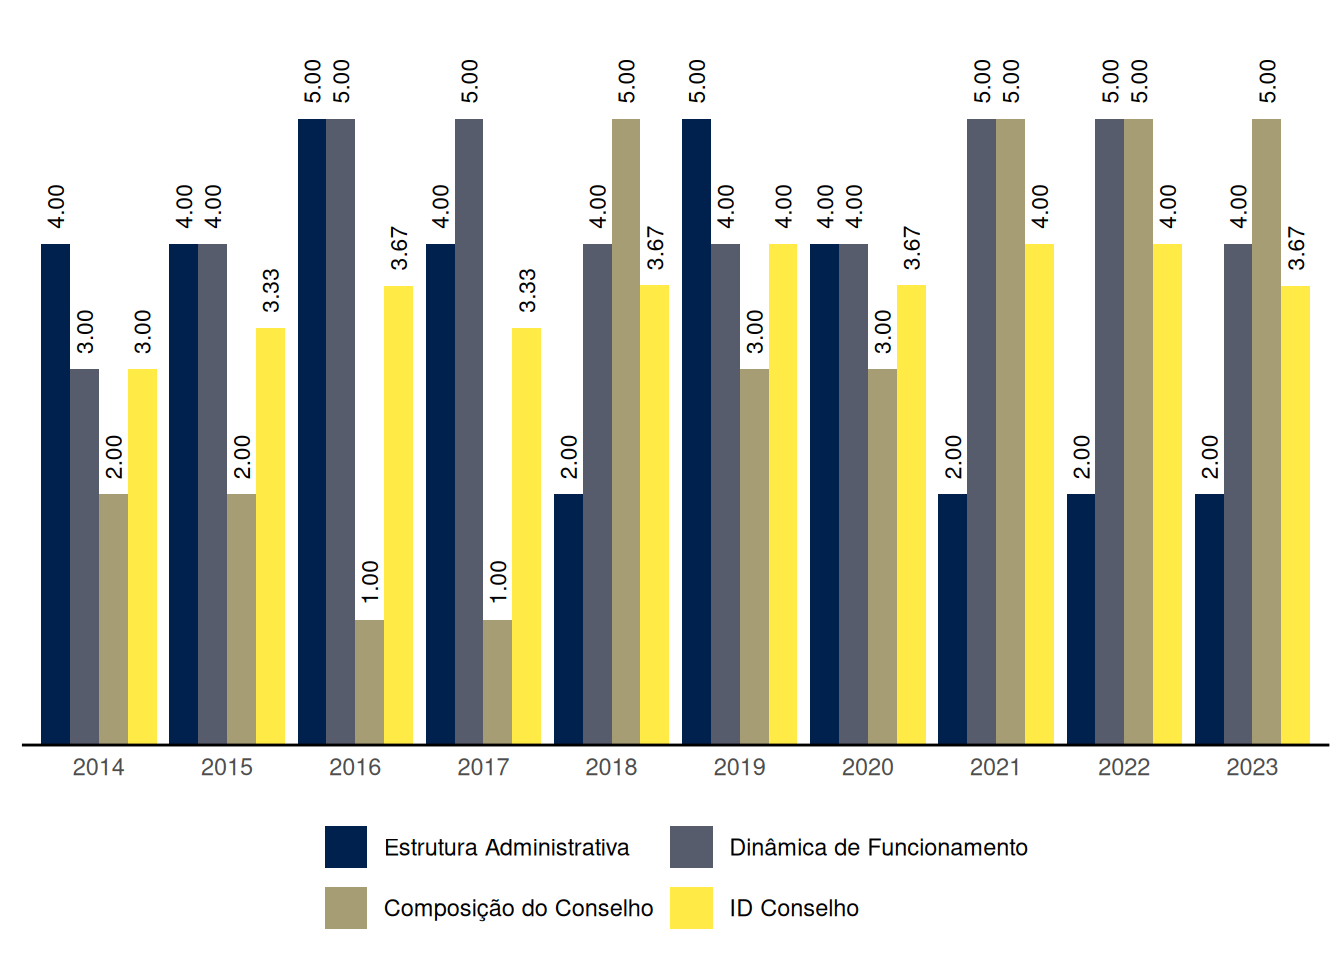 4.00 3.00 2.00 3.00
4.00 4.00 2.00 3.33
5.00 5.00 1.00 3.67
4.00 5.00 1.00 3.33
2.00 4.00 5.00 3.67
5.00 4.00 3.00 4.00
4.00 4.00 3.00 3.67
2.00 5.00 5.00 4.00
2.00 5.00 5.00 4.00
2.00 4.00 5.00 3.67
2014 2015 2016 2017 2018 2019 2020 2021 2022 2023
Estrutura Administrativa Dinâmica de Funcionamento
Composição do Conselho ID Conselho